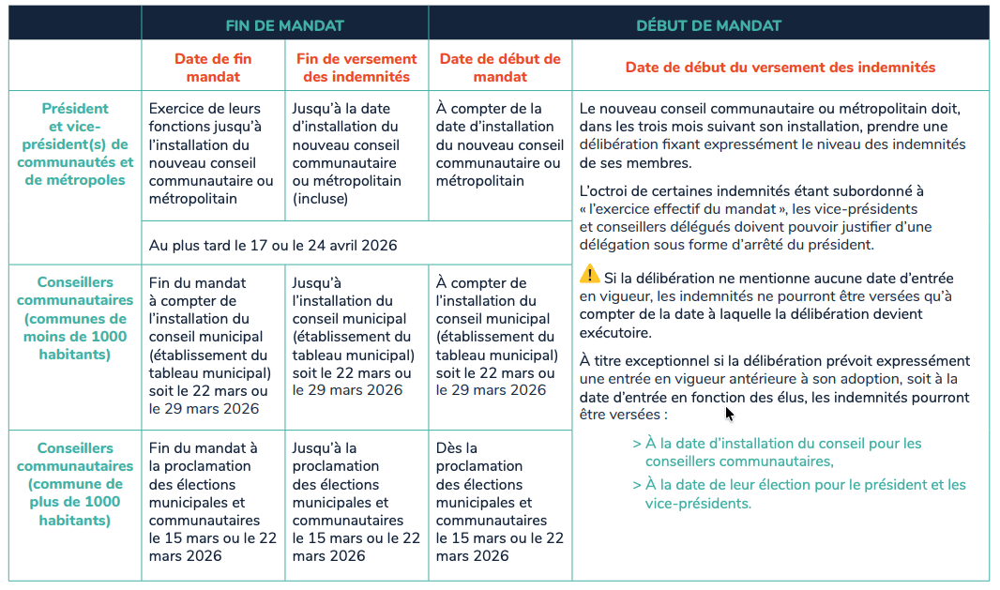 FIN DE MANDAT
DÉBUT DE MANDAT
Date de fin
mandat
Fin de versement
des indemnités
Date de début de
mandat
Date de début du versement des indemnités
Président
et vice-
président(s) de
communautés et
de métropoles
Exercice de leurs
fonctions jusqu’à
l’installation du
nouveau conseil
communautaire ou
métropolitain
Jusqu’à la date
d’installation du
nouveau conseil
communautaire
ou métropolitain
(incluse)
À compter de la
date d’installation
du nouveau conseil
communautaire ou
métropolitain
Au plus tard le 17 ou le 24 avril 2026
Le nouveau conseil communautaire ou métropolitain doit,
dans les trois mois suivant son installation, prendre une
délibération fixant expressément le niveau des indemnités
de ses membres.
L’octroi de certaines indemnités étant subordonné à
« l’exercice effectif du mandat », les vice-présidents
et conseillers délégués doivent pouvoir justifier d’une
délégation sous forme d’arrêté du président.
Si la délibération ne mentionne aucune date d’entrée
en vigueur, les indemnités ne pourront être versées qu’à
compter de la date à laquelle la délibération devient
exécutoire.
À titre exceptionnel si la délibération prévoit expressément
une entrée en vigueur antérieure à son adoption, soit à la
date d’entrée en fonction des élus, les indemnités pourront
être versées :
> À la date d’installation du conseil pour les
conseillers communautaires,
> À la date de leur élection pour le président et les
vice-présidents.
Conseillers
communautaires
(communes de
moins de 1000
habitants)
Fin du mandat
à compter de
l’installation du
conseil municipal
(établissement du
tableau municipal)
soit le 22 mars ou
le 29 mars 2026
Jusqu’à
l’installation du
conseil municipal
(établissement du
tableau municipal)
soit le 22 mars ou
le 29 mars 2026
À compter de
l’installation du
conseil municipal
(établissement du
tableau municipal)
soit le 22 mars ou
le 29 mars 2026
Conseillers
communautaires
(commune de
plus de 1000
habitants)
Fin du mandat à
la proclamation
des élections
municipales et
communautaires
le 15 mars ou le 22
mars 2026
Jusqu’à la
proclamation
des élections
municipales et
communautaires
le 15 mars ou le 22
mars 2026
Dès la
proclamation
des élections
municipales et
communautaires
le 15 mars ou le 22
mars 2026